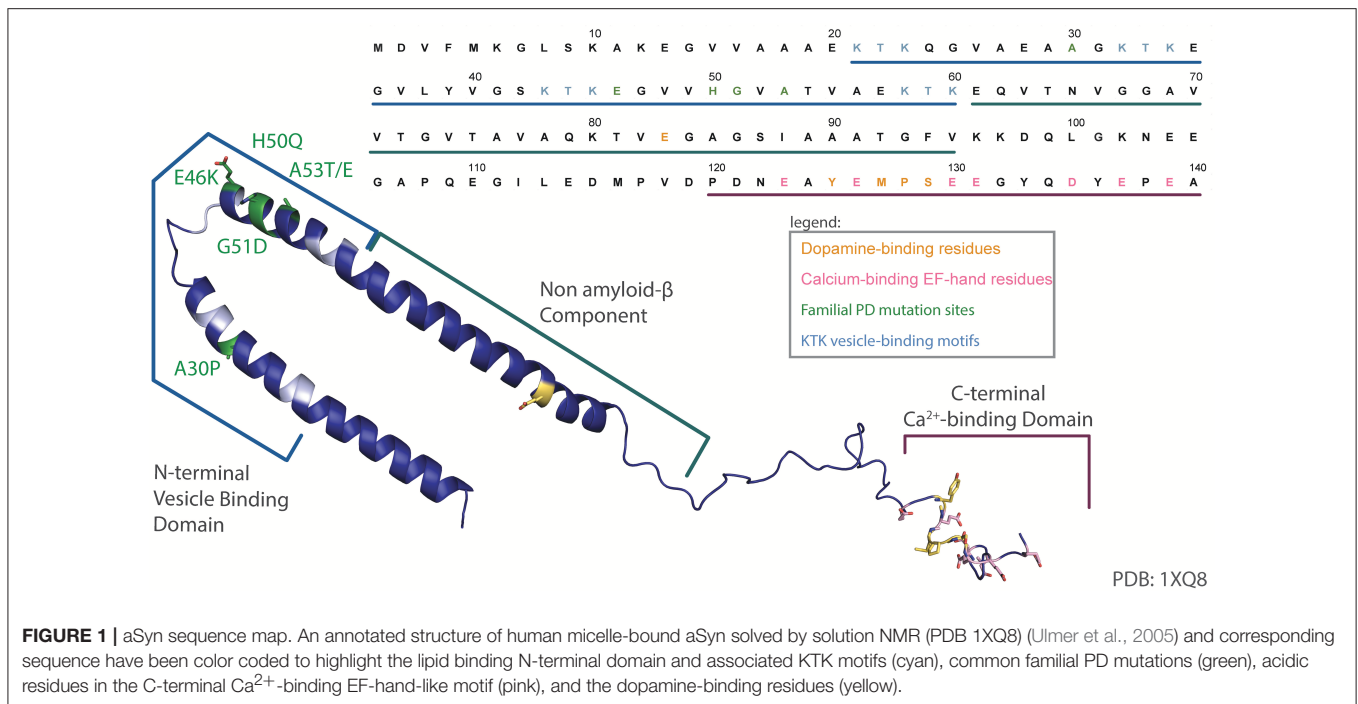 10 20 30
M D V F M K G L S K A K E G V V A A A E K T K Q G V A E A A G K T K E
40 50 60 70
G V L Y V G S K T K E G V V H G V A T V A E K T K E Q V T N V G G A V
80 90 100
V T G V T A V A Q K T V E G A G S I A A A T G F V K K D Q L G K N E E
110 120 130 140
G A P Q E G I L E D M P V D P D N E A Y E M P S E E G Y Q D Y E P E A
H50Q
E46K A53T/E
G51D
A30P
Non amyloid-β
Component
N-terminal
Vesicle Binding
Domain
legend:
Dopamine-binding residues
Calcium-binding EF-hand residues
Familial PD mutation sites
KTK vesicle-binding motifs
C-terminal
Ca²⁺-binding Domain
PDB: 1XQ8
FIGURE 1 | aSyn sequence map. An annotated structure of human micelle-bound aSyn solved by solution NMR (PDB 1XQ8) (Ulmer et al., 2005) and corresponding
sequence have been color coded to highlight the lipid binding N-terminal domain and associated KTK motifs (cyan), common familial PD mutations (green), acidic
residues in the C-terminal Ca²⁺-binding EF-hand-like motif (pink), and the dopamine-binding residues (yellow).